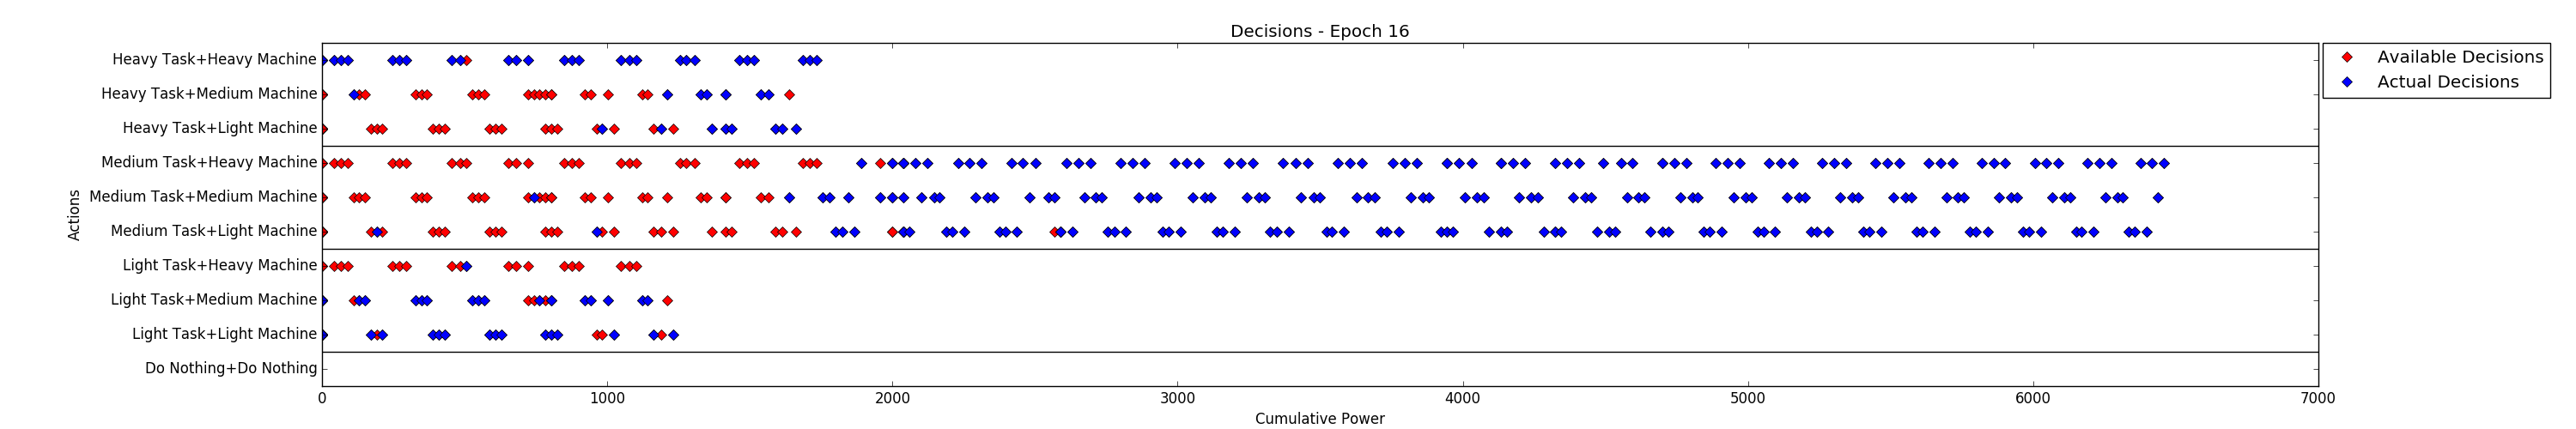 Decisions - Epoch 16
Heavy Task+Heavy Machine
Heavy Task+Medium Machine
Heavy Task+Light Machine
Medium Task+Heavy Machine
Medium Task+Medium Machine
Medium Task+Light Machine
Light Task+Heavy Machine
Light Task+Medium Machine
Light Task+Light Machine
Do Nothing+Do Nothing
Actions
0 1000 2000 3000 4000 5000 6000 7000
Cumulative Power
Available Decisions
Actual Decisions